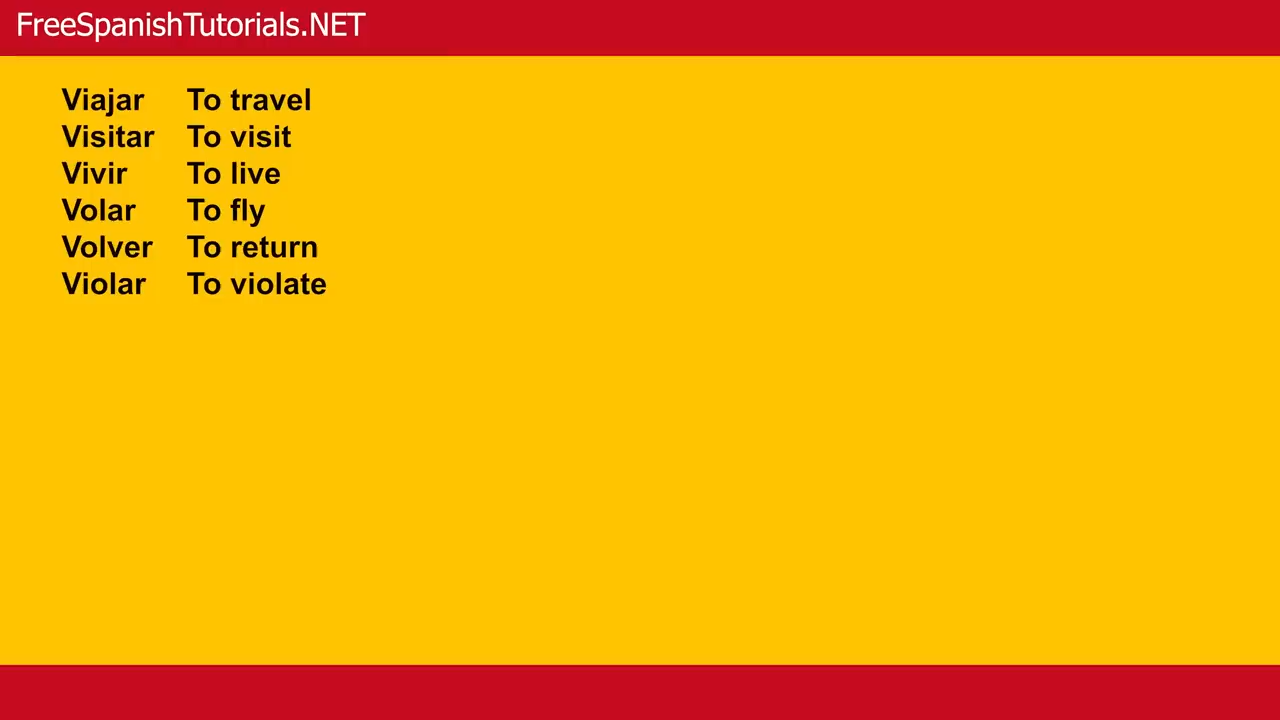 FreeSpanishTutorials.NET
Viajar To travel
Visitar To visit
Vivir To live
Volar To fly
Volver To return
Violar To violate